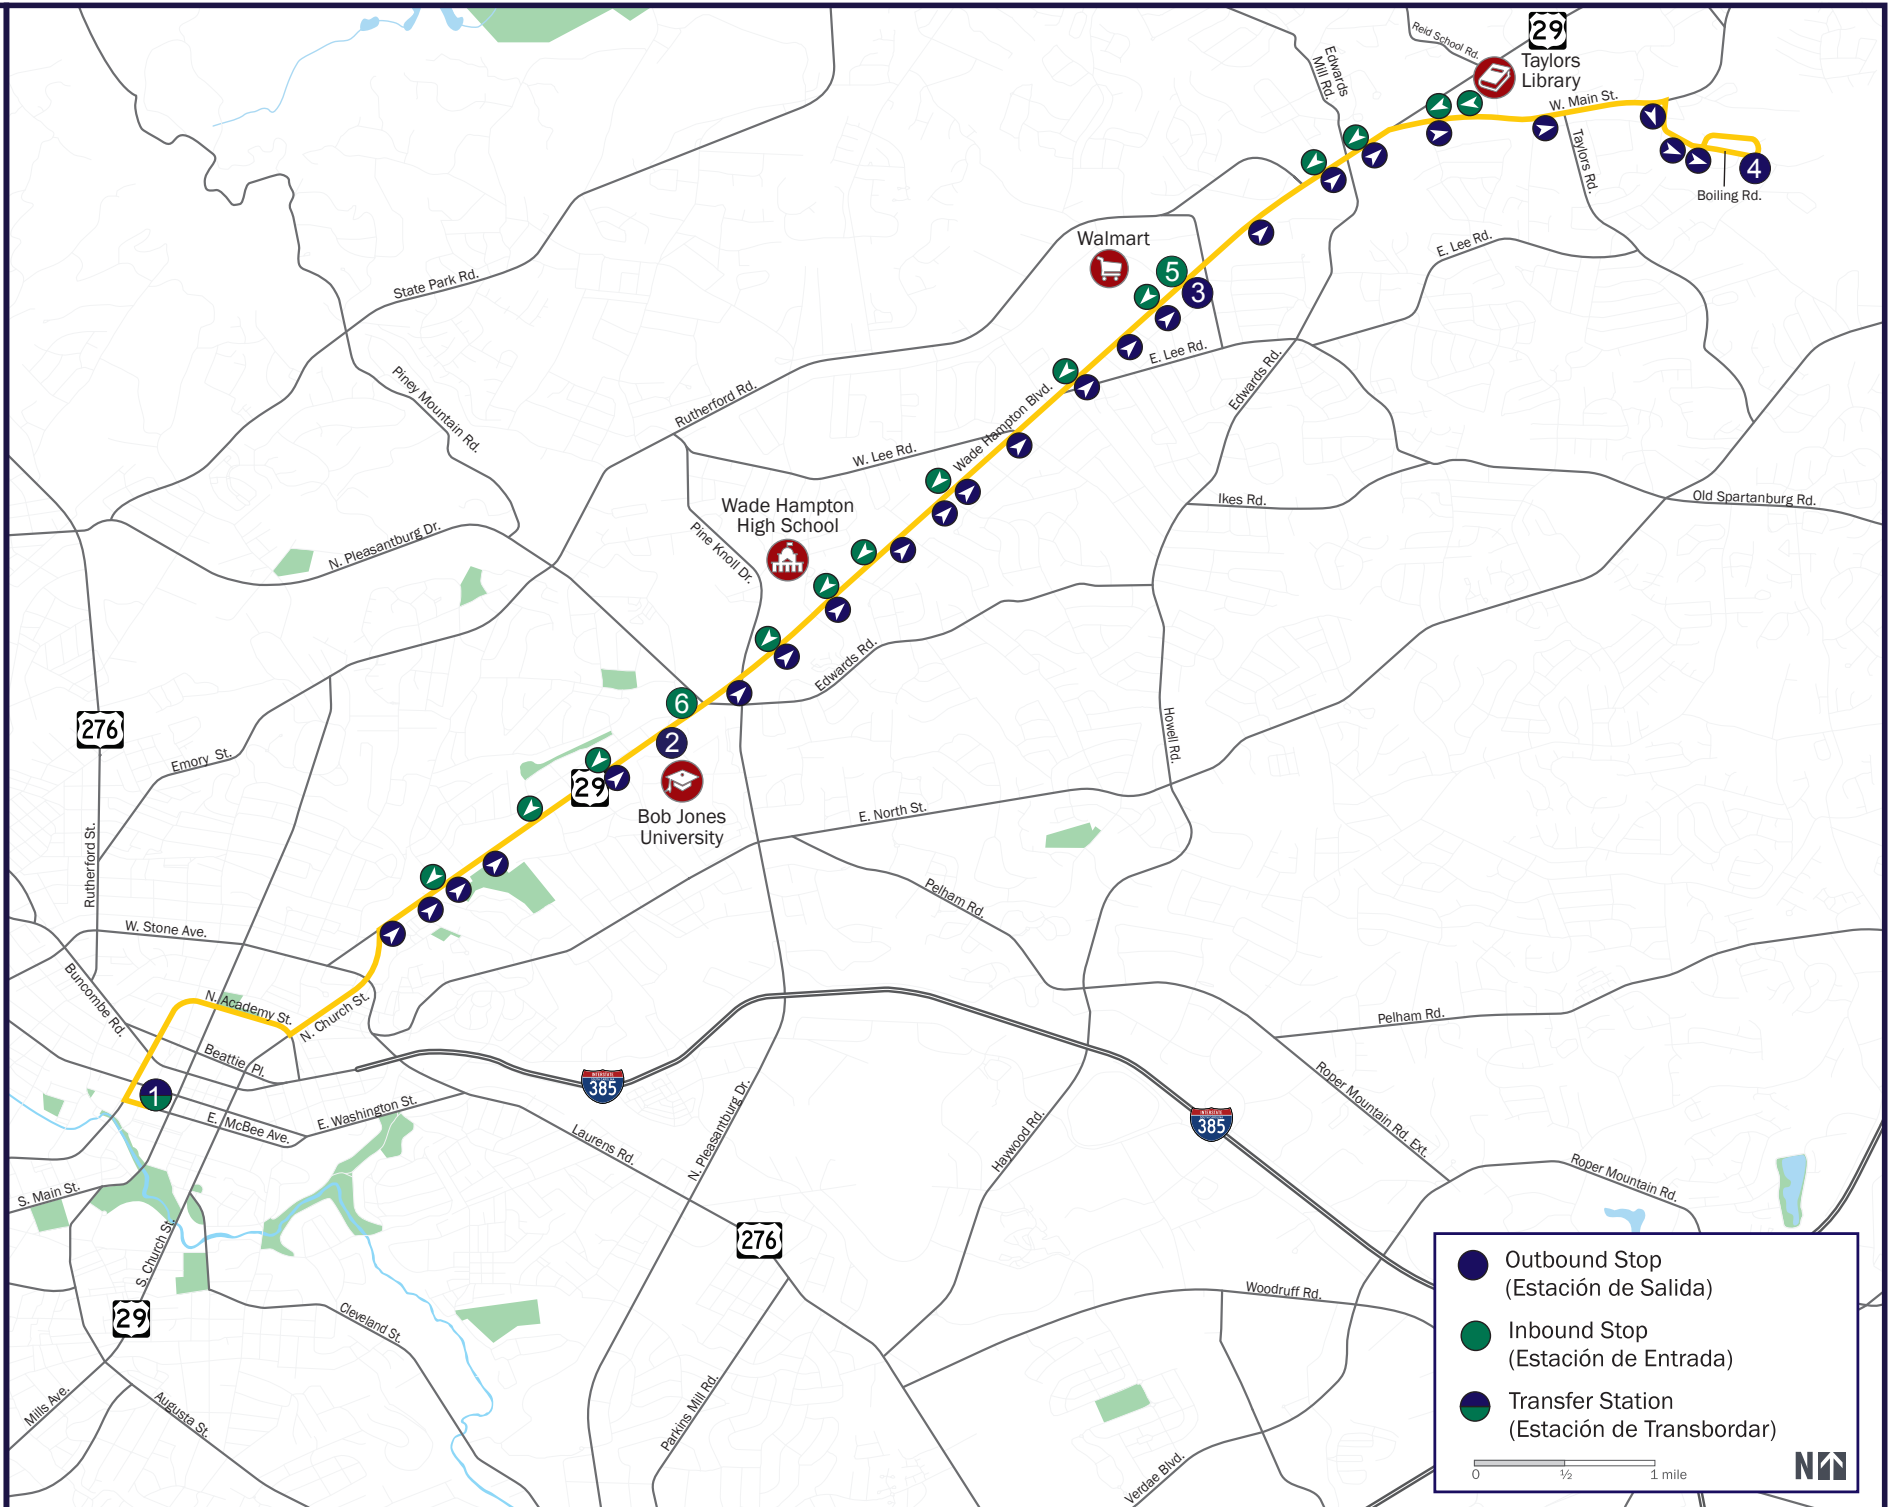 Reid School Rd.
29
Taylors
Library
Edwards
Mill Rd.
W. Main St.
Taylors Rd.
4
Boiling Rd.
Walmart
5
3
E. Lee Rd.
State Park Rd.
E. Lee Rd.
Edwards Rd.
Piney Mountain Rd.
Rutherford Rd.
Wade Hampton Blvd.
W. Lee Rd.
Wade Hampton
High School
Ikes Rd.
Old Spartanburg Rd.
N. Pleasantburg Dr.
Pine Knoll Dr.
Edwards Rd.
6
2
276
Howell Rd.
Emory St.
29
Bob Jones
University
E. North St.
Rutherford St.
Pelham Rd.
W. Stone Ave.
Buncombe Rd.
N. Academy St.
N. Church St.
Pelham Rd.
Beattie Pl.
1
385
385
E. McBee Ave.
E. Washington St.
Laurens Rd.
N. Pleasantburg Dr.
Haywood Rd.
Roper Mountain Rd. Ext.
Roper Mountain Rd.
S. Main St.
S. Church St.
276
29
Cleveland St.
Woodruff Rd.
Mills Ave.
Augusta St.
Parkins Mill Rd.
Verdae Blvd.
Outbound Stop
(Estación de Salida)
Inbound Stop
(Estación de Entrada)
Transfer Station
(Estación de Transbordar)
0 ½ 1 mile
N